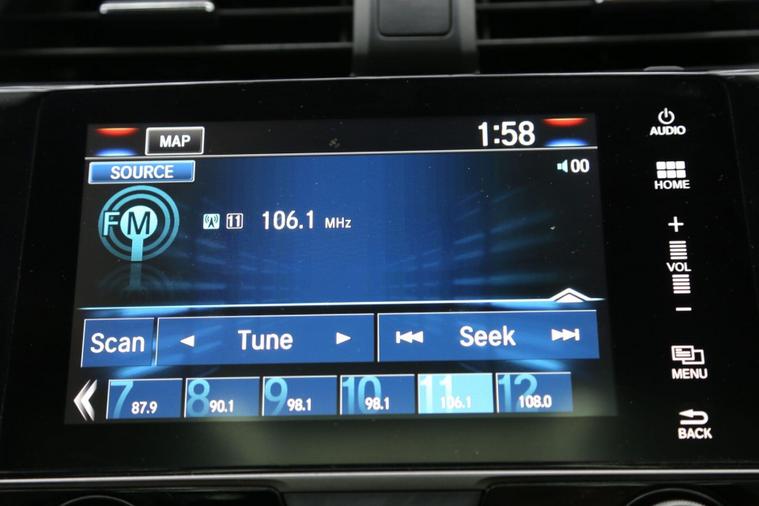 MAP 1:58
SOURCE 00
FM 11 106.1 MHz
Scan Tune Seek
7 87.9 8 90.1 9 98.1 10 98.1 11 106.1 12 108.0
AUDIO
HOME
+
VOL
−
MENU
BACK